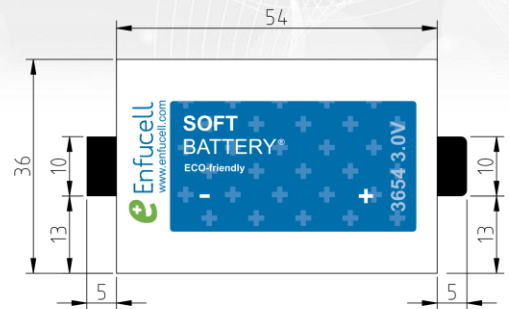 54
36
10
13
5
Enfucell
www.enfucell.com
SOFT
BATTERY®
ECO-friendly
- +
3654 3.0V
10
13
5